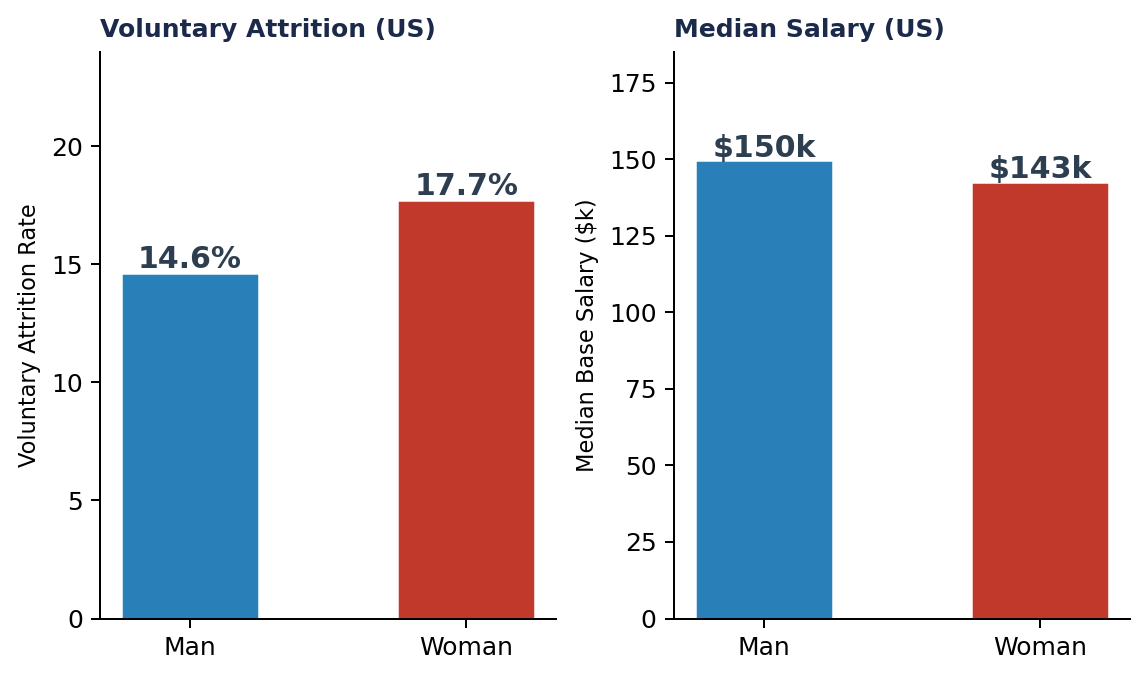 Voluntary Attrition (US)
Voluntary Attrition Rate
20
15
10
5
0
14.6%
17.7%
Man
Woman
Median Salary (US)
Median Base Salary ($k)
175
150
125
100
75
50
25
0
$150k
$143k
Man
Woman